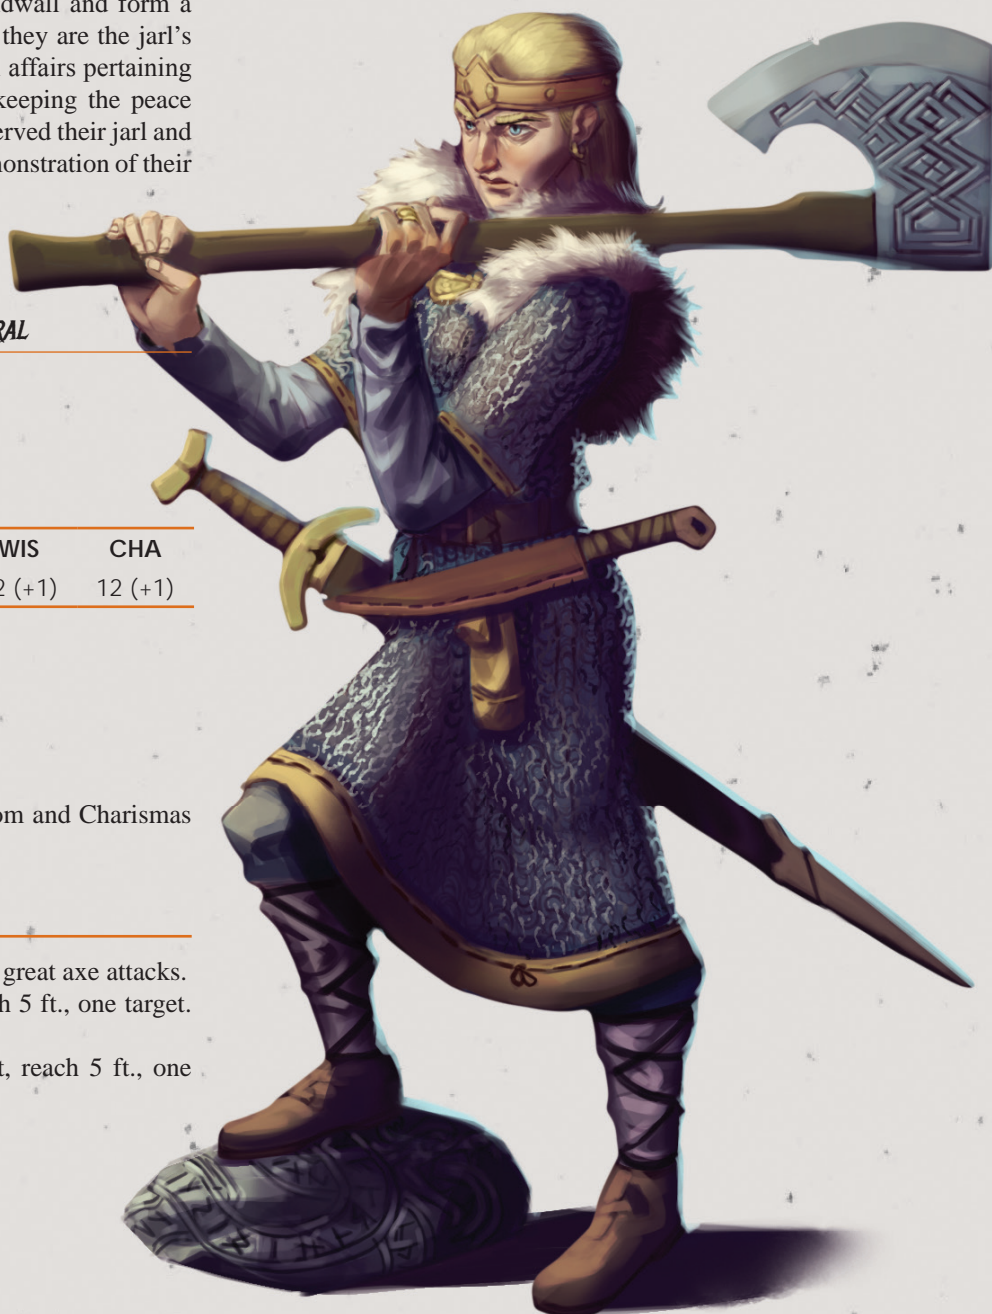 dwall and form a
they are the jarl's
affairs pertaining
keeping the peace
erved their jarl and
monstration of their
RAL
WIS CHA
2 (+1) 12 (+1)
om and Charismas
great axe attacks.
h 5 ft., one target.
t, reach 5 ft., one